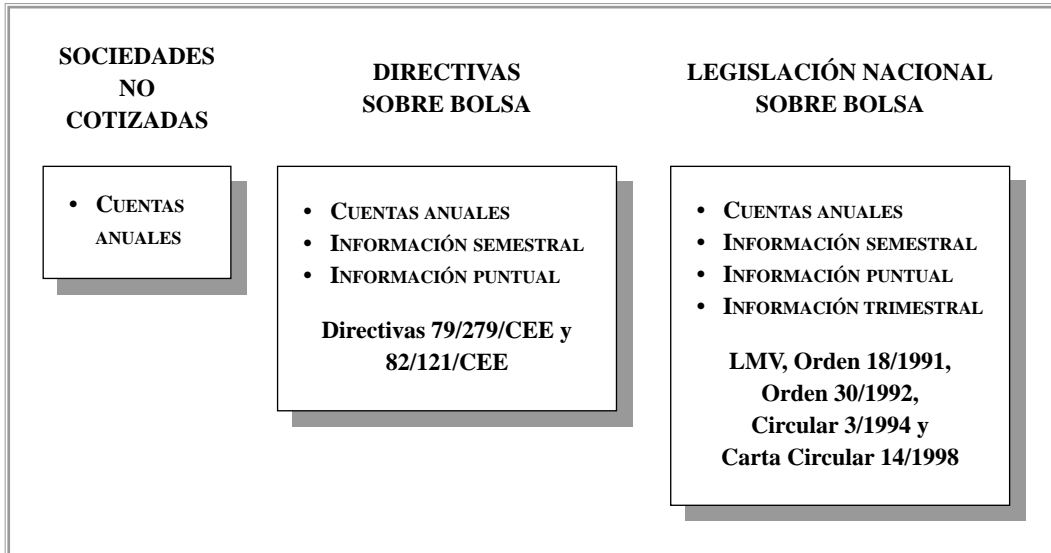 SOCIEDADES
NO
COTIZADAS
• CUENTAS
ANUALES
DIRECTIVAS
SOBRE BOLSA
• CUENTAS ANUALES
• INFORMACIÓN SEMESTRAL
• INFORMACIÓN PUNTUAL
Directivas 79/279/CEE y
82/121/CEE
LEGISLACIÓN NACIONAL
SOBRE BOLSA
• CUENTAS ANUALES
• INFORMACIÓN SEMESTRAL
• INFORMACIÓN PUNTUAL
• INFORMACIÓN TRIMESTRAL
LMV, Orden 18/1991,
Orden 30/1992,
Circular 3/1994 y
Carta Circular 14/1998